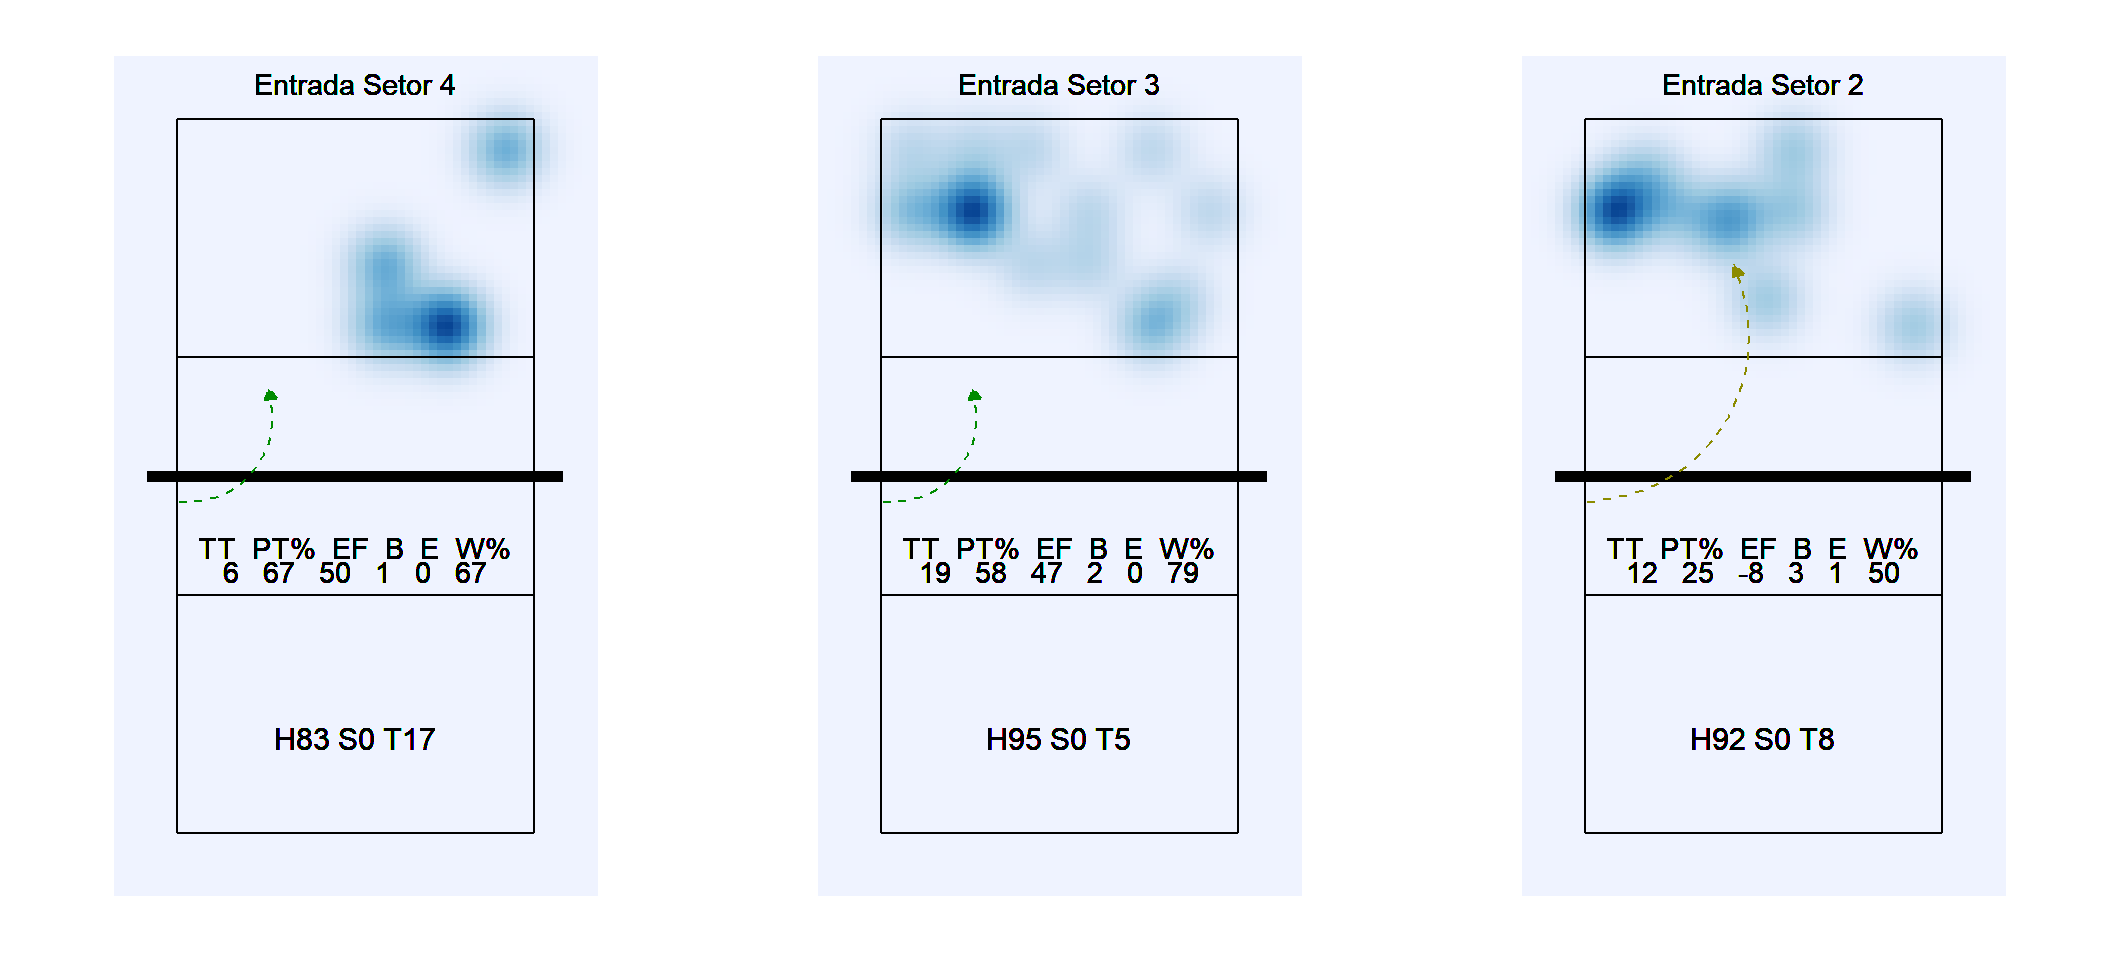 Entrada Setor 4
TT PT% EF B E W%
6 67 50 1 0 67
H83 S0 T17
Entrada Setor 3
TT PT% EF B E W%
19 58 47 2 0 79
H95 S0 T5
Entrada Setor 2
TT PT% EF B E W%
12 25 -8 3 1 50
H92 S0 T8